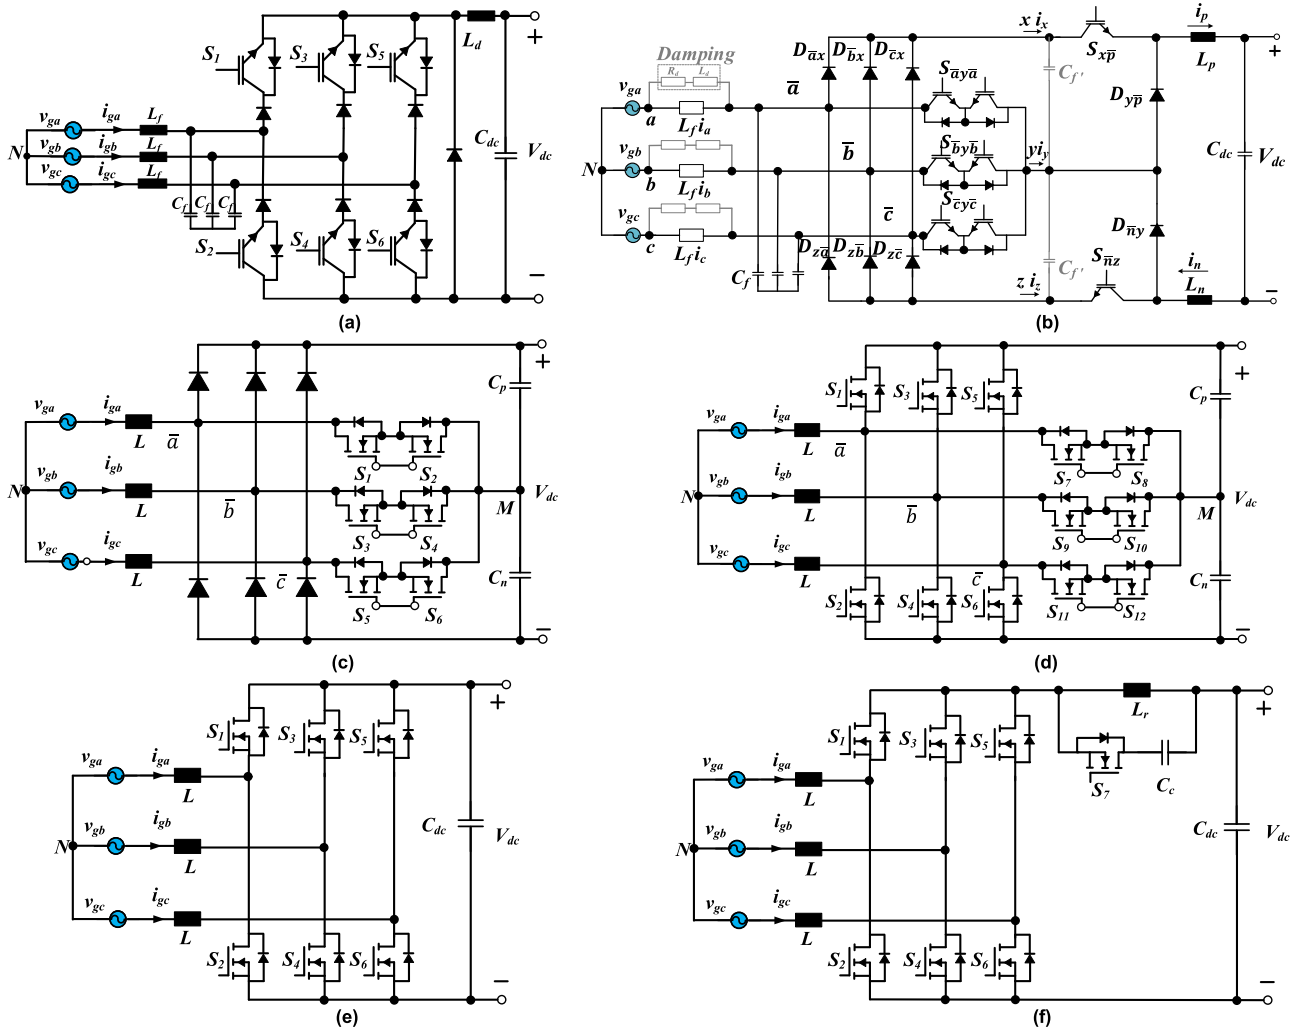 S1 S3 S5 Ld +
vga iga Lf
N vgb igb Lf Cdc Vdc
vgc igc Lf
Cf Cf Cf
S2 S4 S6 −
(a)
Damping
Rd Ld
x ix Sxp̄ ip
Dāx Db̄x Dc̄x Cf' Lp +
vga a Lf ia ā Sāyā Dyp̄
N vgb b Lf ib b̄ Sb̄yb̄ y iy Cdc Vdc
vgc c Lf ic c̄ Sc̄yc̄ Dn̄y
Cf Dzā Dzb̄ Dzc̄ Cf' Sn̄z in
z iz Ln −
(b)
+
Cp
vga iga L ā S1 S2
N vgb igb L b̄ S3 S4 M Vdc
vgc igc L c̄ S5 S6 Cn
−
(c)
S1 S3 S5 +
Cp
vga iga L ā S7 S8
N vgb igb L b̄ S9 S10 M Vdc
vgc igc L c̄ S11 S12 Cn
S2 S4 S6
−
(d)
S1 S3 S5 +
vga iga L
N vgb igb L Cdc Vdc
vgc igc L
S2 S4 S6 −
(e)
S1 S3 S5 Lr +
S7 Cc
vga iga L
N vgb igb L Cdc Vdc
vgc igc L
S2 S4 S6 −
(f)